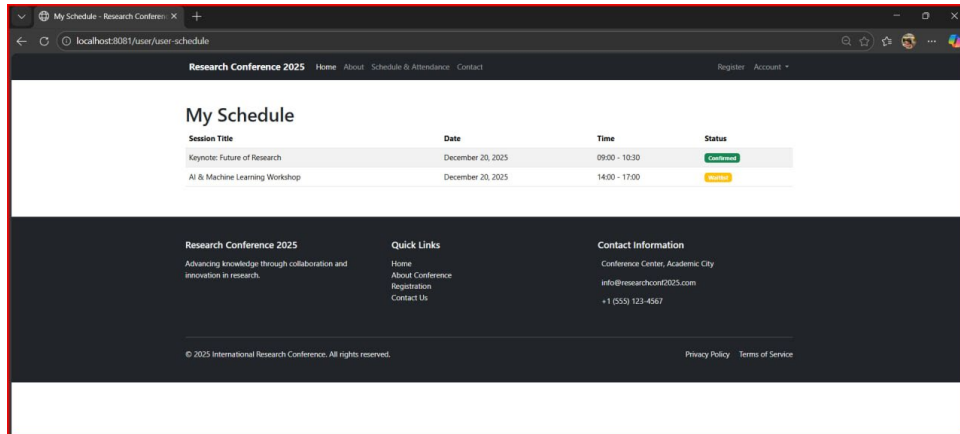 My Schedule - Research Conferen
localhost:8081/user/user-schedule
Research Conference 2025 Home About Schedule & Attendance Contact Register Account
My Schedule
Session Title Date Time Status
Keynote: Future of Research December 20, 2025 09:00 - 10:30 Confirmed
AI & Machine Learning Workshop December 20, 2025 14:00 - 17:00 Waitlist
Research Conference 2025
Advancing knowledge through collaboration and
innovation in research.
Quick Links
Home
About Conference
Registration
Contact Us
Contact Information
Conference Center, Academic City
info@researchconf2025.com
+1 (555) 123-4567
© 2025 International Research Conference. All rights reserved.
Privacy Policy Terms of Service